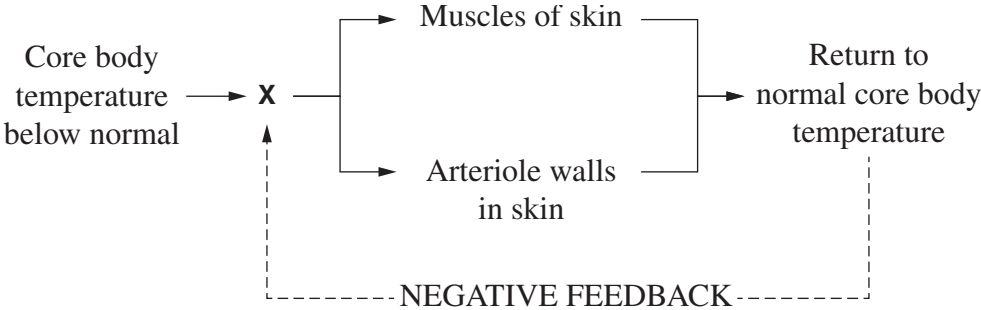 Core body
temperature
below normal
X
Muscles of skin
Arteriole walls
in skin
Return to
normal core body
temperature
NEGATIVE FEEDBACK